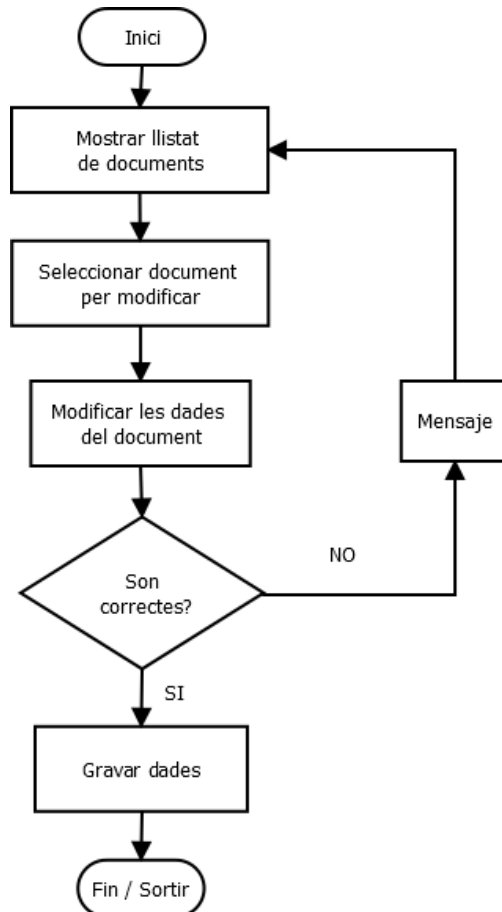 Inici
Mostrar llistat
de documents
Seleccionar document
per modificar
Modificar les dades
del document
Mensaje
Son
correctes?
NO
SI
Gravar dades
Fin / Sortir